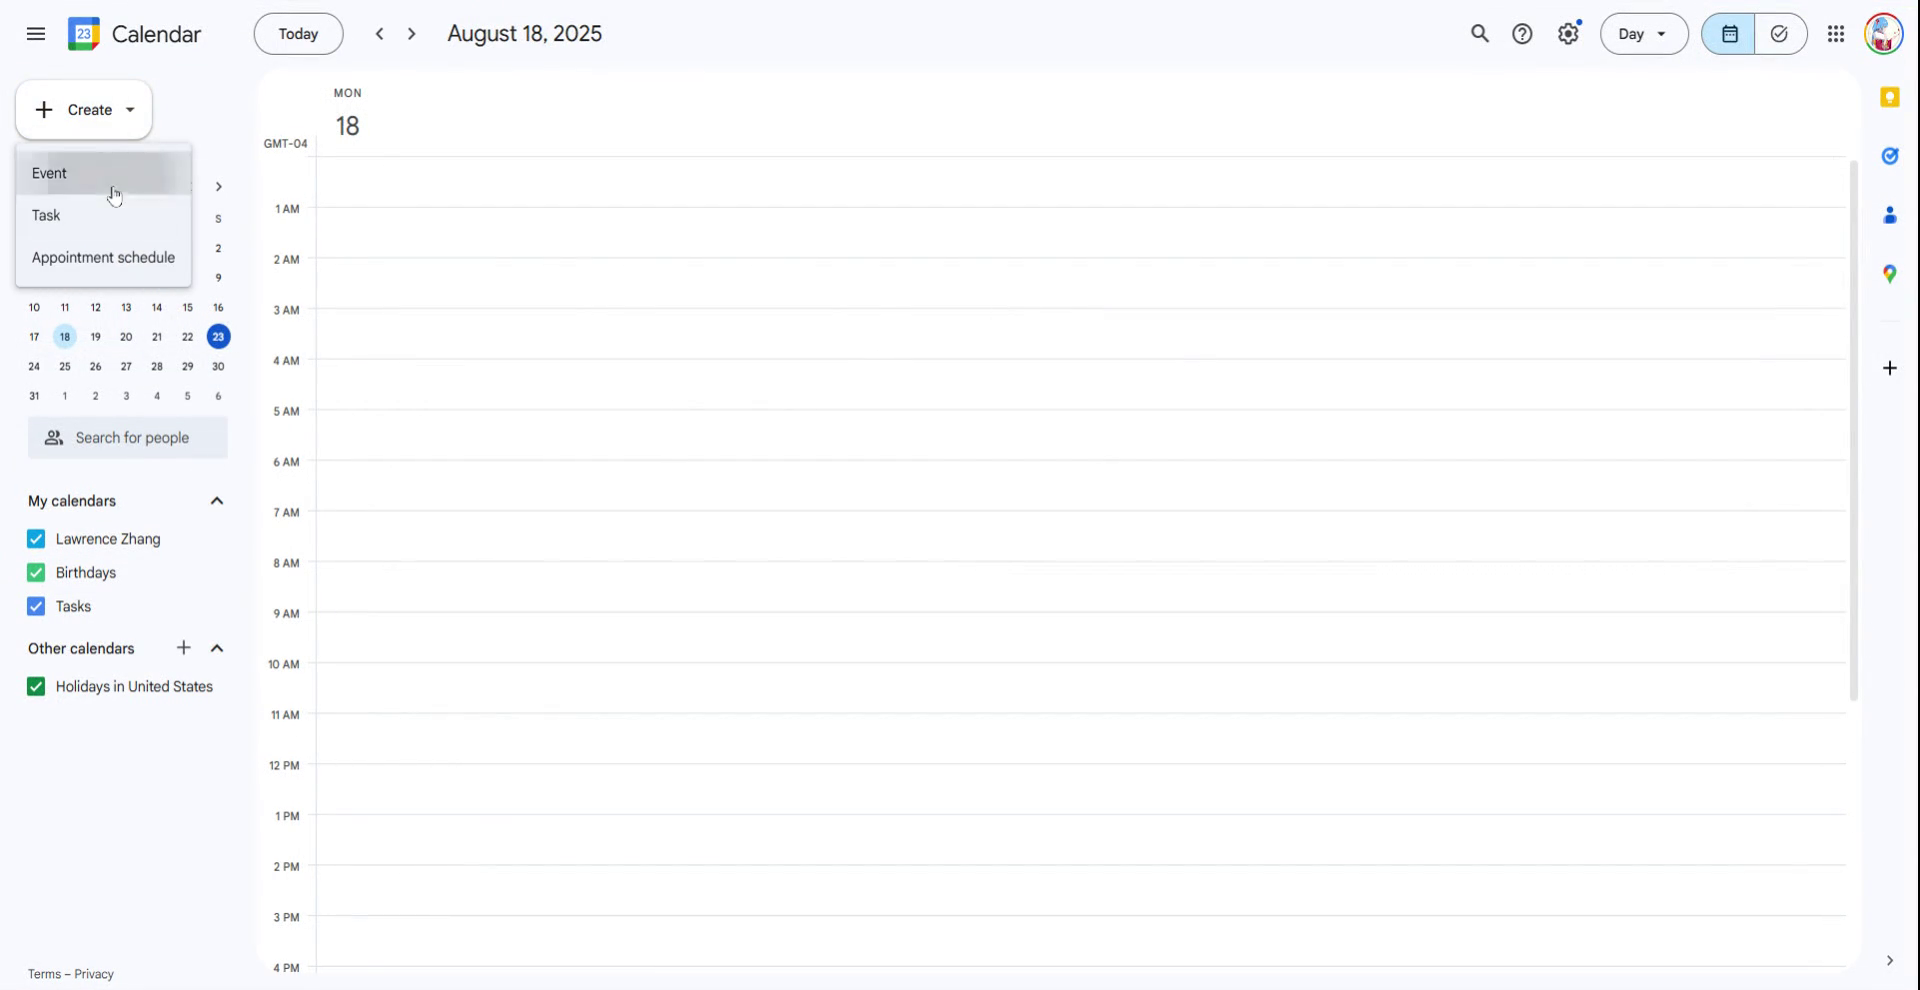 23 Calendar Today August 18, 2025 Day
Create
Event
Task
Appointment schedule
S
2
9
10 11 12 13 14 15 16
17 18 19 20 21 22 23
24 25 26 27 28 29 30
31 1 2 3 4 5 6
Search for people
My calendars
Lawrence Zhang
Birthdays
Tasks
Other calendars
Holidays in United States
Terms – Privacy
MON
18
GMT-04
1 AM
2 AM
3 AM
4 AM
5 AM
6 AM
7 AM
8 AM
9 AM
10 AM
11 AM
12 PM
1 PM
2 PM
3 PM
4 PM